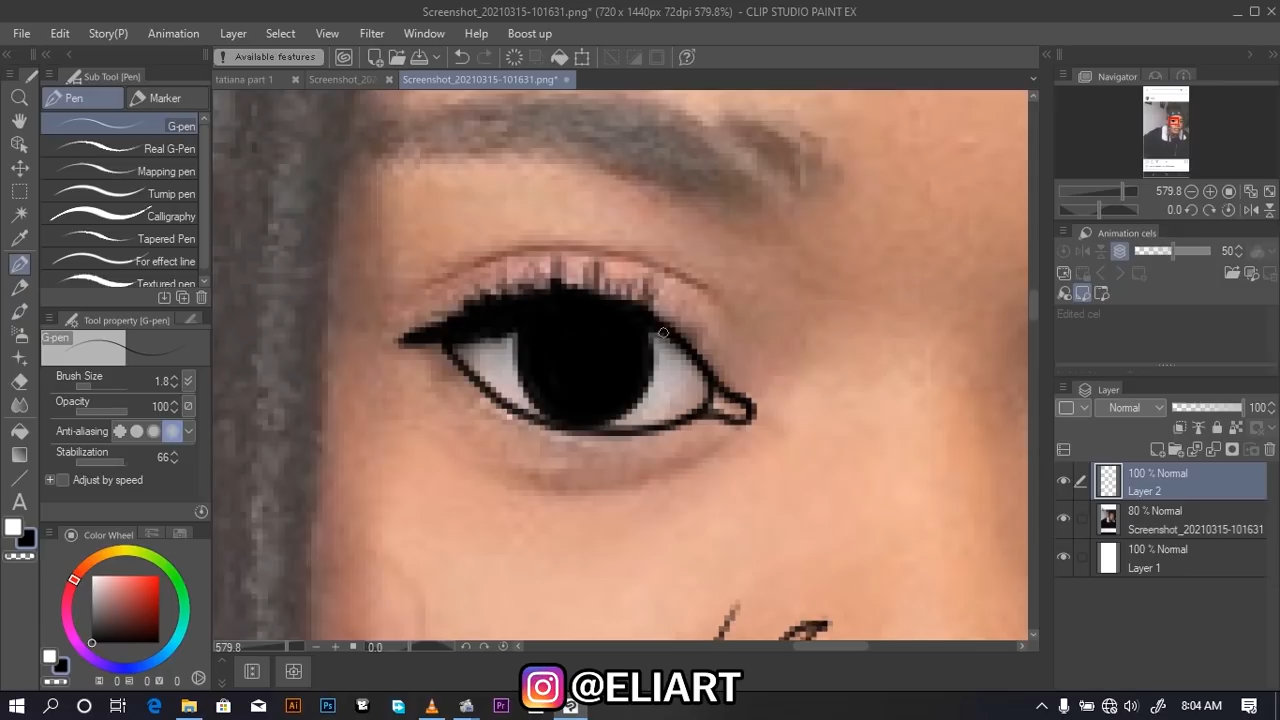 Screenshot_20210315-101631.png* (720 x 1440px 72dpi 579.8%) - CLIP STUDIO PAINT EX
File Edit Story(P) Animation Layer Select View Filter Window Help Boost up
Available features
Sub Tool [Pen]
tatiana part 1 Screenshot_20 Screenshot_20210315-101631.png*
Navigator
Pen Marker
G-pen
Real G-Pen
Mapping pen
Turnip pen
Calligraphy
Tapered Pen
For effect line
Textured pen
Tool property [G-pen]
G-pen
Brush Size 1.8
Opacity 100
Anti-aliasing
Stabilization 66
Adjust by speed
Color Wheel
H 0 S 0 V 0
579.8
0.0
Animation cels
50
Edited cel
Layer
Normal 100
100 % Normal
Layer 2
80 % Normal
Screenshot_20210315-101631
100 % Normal
Layer 1
579.8 0.0
@ELIART
8:04 AM